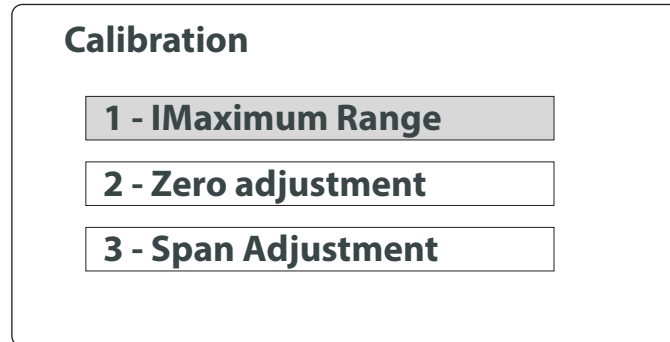 Calibration
1 - IMaximum Range
2 - Zero adjustment
3 - Span Adjustment